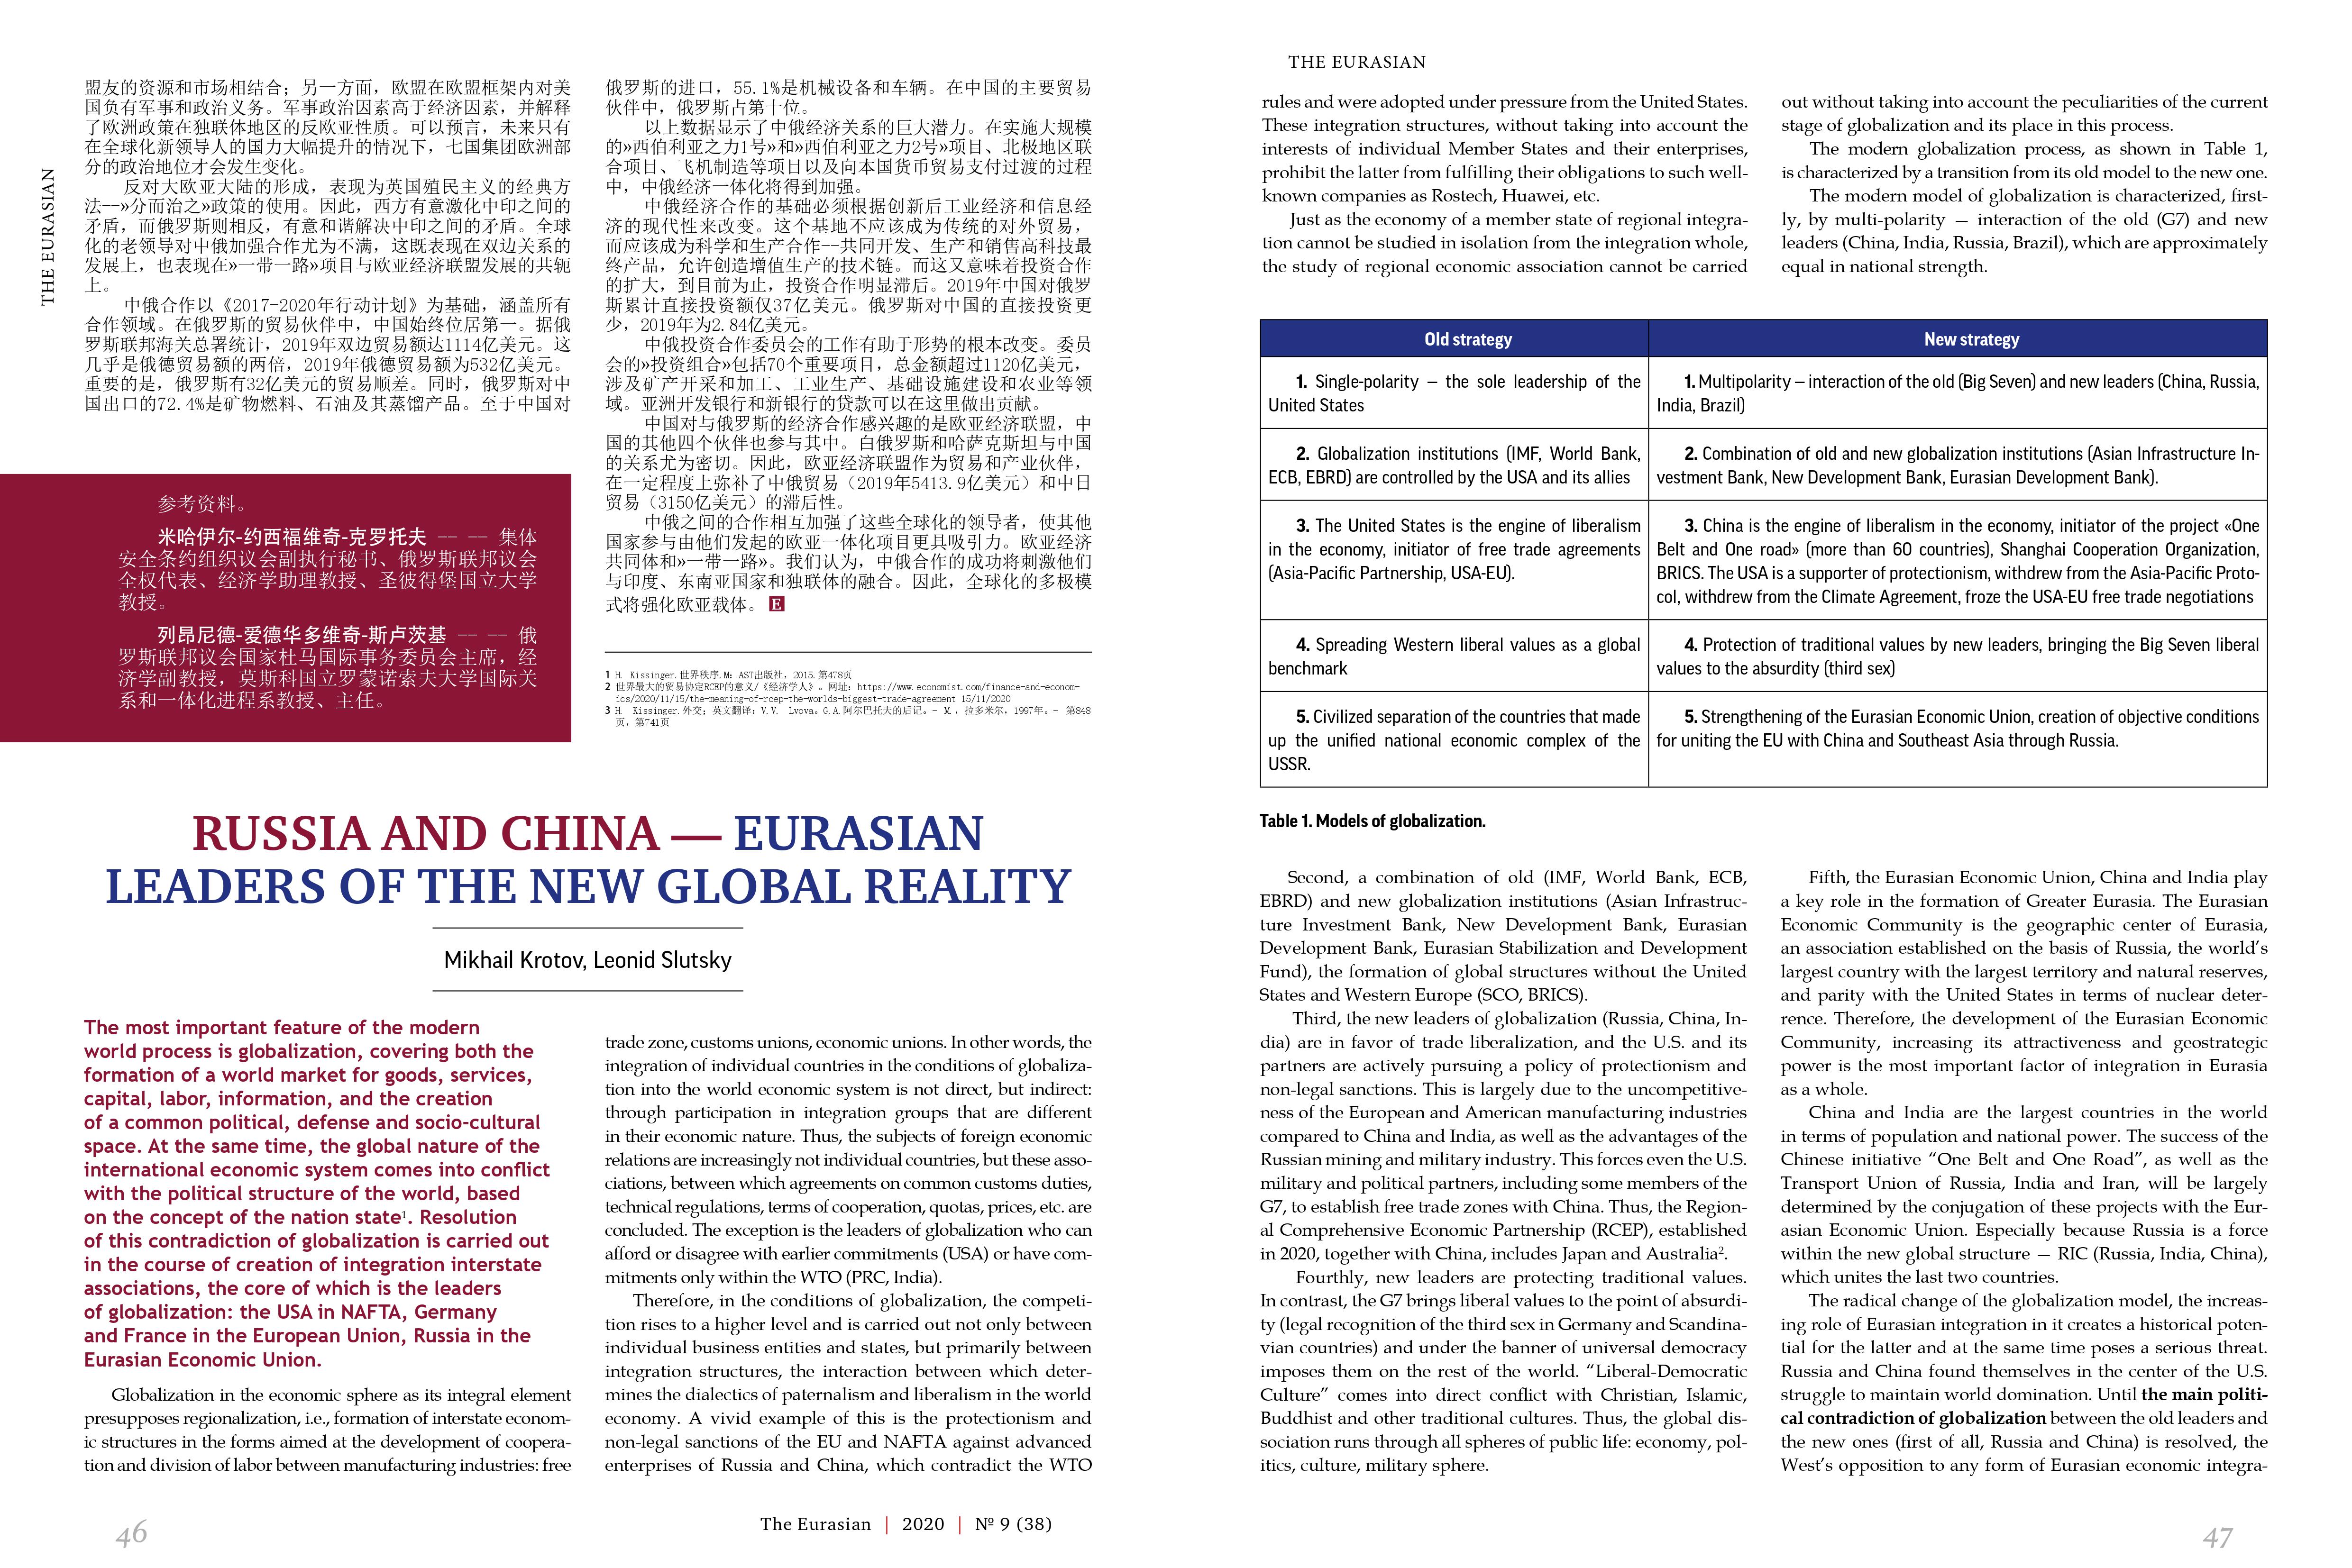 THE EURASIAN
盟友的资源和市场相结合；另一方面，欧盟在欧盟框架内对美
国负有军事和政治义务。军事政治因素高于经济因素，并解释
了欧洲政策在独联体地区的反欧亚性质。可以预言，未来只有
在全球化新领导人的国力大幅提升的情况下，七国集团欧洲部
分的政治地位才会发生变化。
反对大欧亚大陆的形成，表现为英国殖民主义的经典方
法——»分而治之»政策的使用。因此，西方有意激化中印之间的
矛盾，而俄罗斯则相反，有意和谐解决中印之间的矛盾。全球
化的老领导对中俄加强合作尤为不满，这既表现在双边关系的
发展上，也表现在»一带一路»项目与欧亚经济联盟发展的共轭
上。
中俄合作以《2017-2020年行动计划》为基础，涵盖所有
合作领域。在俄罗斯的贸易伙伴中，中国始终位居第一。据俄
罗斯联邦海关总署统计，2019年双边贸易额达1114亿美元。这
几乎是俄德贸易额的两倍，2019年俄德贸易额为532亿美元。
重要的是，俄罗斯有32亿美元的贸易顺差。同时，俄罗斯对中
国出口的72.4%是矿物燃料、石油及其蒸馏产品。至于中国对
俄罗斯的进口，55.1%是机械设备和车辆。在中国的主要贸易
伙伴中，俄罗斯占第十位。
以上数据显示了中俄经济关系的巨大潜力。在实施大规模
的»西伯利亚之力1号»和»西伯利亚之力2号»项目、北极地区联
合项目、飞机制造等项目以及向本国货币贸易支付过渡的过程
中，中俄经济一体化将得到加强。
中俄经济合作的基础必须根据创新后工业经济和信息经
济的现代性来改变。这个基地不应该成为传统的对外贸易，
而应该成为科学和生产合作——共同开发、生产和销售高科技最
终产品，允许创造增值生产的技术链。而这又意味着投资合作
的扩大，到目前为止，投资合作明显滞后。2019年中国对俄罗
斯累计直接投资额仅37亿美元。俄罗斯对中国的直接投资更
少，2019年为2.84亿美元。
中俄投资合作委员会的工作有助于形势的根本改变。委员
会的»投资组合»包括70个重要项目，总金额超过1120亿美元，
涉及矿产开采和加工、工业生产、基础设施建设和农业等领
域。亚洲开发银行和新银行的贷款可以在这里做出贡献。
中国对与俄罗斯的经济合作感兴趣的是欧亚经济联盟，中
国的其他四个伙伴也参与其中。白俄罗斯和哈萨克斯坦与中国
的关系尤为密切。因此，欧亚经济联盟作为贸易和产业伙伴，
在一定程度上弥补了中俄贸易（2019年5413.9亿美元）和中日
贸易（3150亿美元）的滞后性。
中俄之间的合作相互加强了这些全球化的领导者，使其他
国家参与由他们发起的欧亚一体化项目更具吸引力。欧亚经济
共同体和»一带一路»。我们认为，中俄合作的成功将刺激他们
与印度、东南亚国家和独联体的融合。因此，全球化的多极模
式将强化欧亚载体。 E
参考资料。
米哈伊尔-约西福维奇-克罗托夫 —— —— 集体
安全条约组织议会副执行秘书、俄罗斯联邦议会
全权代表、经济学助理教授、圣彼得堡国立大学
教授。
列昂尼德-爱德华多维奇-斯卢茨基 —— —— 俄
罗斯联邦议会国家杜马国际事务委员会主席，经
济学副教授，莫斯科国立罗蒙诺索夫大学国际关
系和一体化进程系教授、主任。
1 H. Kissinger.世界秩序.M：AST出版社，2015.第478页
2 世界最大的贸易协定RCEP的意义/《经济学人》。网址：https://www.economist.com/finance-and-econom-
ics/2020/11/15/the-meaning-of-rcep-the-worlds-biggest-trade-agreement 15/11/2020
3 H. Kissinger.外交；英文翻译：V.V. Lvova。G.A.阿尔巴托夫的后记。- M.，拉多米尔，1997年。- 第848
页，第741页
RUSSIA AND CHINA — EURASIAN
LEADERS OF THE NEW GLOBAL REALITY
Mikhail Krotov, Leonid Slutsky
The most important feature of the modern
world process is globalization, covering both the
formation of a world market for goods, services,
capital, labor, information, and the creation
of a common political, defense and socio-cultural
space. At the same time, the global nature of the
international economic system comes into conflict
with the political structure of the world, based
on the concept of the nation state¹. Resolution
of this contradiction of globalization is carried out
in the course of creation of integration interstate
associations, the core of which is the leaders
of globalization: the USA in NAFTA, Germany
and France in the European Union, Russia in the
Eurasian Economic Union.
Globalization in the economic sphere as its integral element
presupposes regionalization, i.e., formation of interstate econom-
ic structures in the forms aimed at the development of coopera-
tion and division of labor between manufacturing industries: free
trade zone, customs unions, economic unions. In other words, the
integration of individual countries in the conditions of globaliza-
tion into the world economic system is not direct, but indirect:
through participation in integration groups that are different
in their economic nature. Thus, the subjects of foreign economic
relations are increasingly not individual countries, but these asso-
ciations, between which agreements on common customs duties,
technical regulations, terms of cooperation, quotas, prices, etc. are
concluded. The exception is the leaders of globalization who can
afford or disagree with earlier commitments (USA) or have com-
mitments only within the WTO (PRC, India).
Therefore, in the conditions of globalization, the competi-
tion rises to a higher level and is carried out not only between
individual business entities and states, but primarily between
integration structures, the interaction between which deter-
mines the dialectics of paternalism and liberalism in the world
economy. A vivid example of this is the protectionism and
non-legal sanctions of the EU and NAFTA against advanced
enterprises of Russia and China, which contradict the WTO
46
The Eurasian | 2020 | № 9 (38)
THE EURASIAN
rules and were adopted under pressure from the United States.
These integration structures, without taking into account the
interests of individual Member States and their enterprises,
prohibit the latter from fulfilling their obligations to such well-
known companies as Rostech, Huawei, etc.
Just as the economy of a member state of regional integra-
tion cannot be studied in isolation from the integration whole,
the study of regional economic association cannot be carried
out without taking into account the peculiarities of the current
stage of globalization and its place in this process.
The modern globalization process, as shown in Table 1,
is characterized by a transition from its old model to the new one.
The modern model of globalization is characterized, first-
ly, by multi-polarity — interaction of the old (G7) and new
leaders (China, India, Russia, Brazil), which are approximately
equal in national strength.
Old strategy
New strategy
1. Single-polarity – the sole leadership of the
United States
1. Multipolarity – interaction of the old (Big Seven) and new leaders (China, Russia,
India, Brazil)
2. Globalization institutions (IMF, World Bank,
ECB, EBRD) are controlled by the USA and its allies
2. Combination of old and new globalization institutions (Asian Infrastructure In-
vestment Bank, New Development Bank, Eurasian Development Bank).
3. The United States is the engine of liberalism
in the economy, initiator of free trade agreements
(Asia-Pacific Partnership, USA-EU).
3. China is the engine of liberalism in the economy, initiator of the project «One
Belt and One road» (more than 60 countries), Shanghai Cooperation Organization,
BRICS. The USA is a supporter of protectionism, withdrew from the Asia-Pacific Proto-
col, withdrew from the Climate Agreement, froze the USA-EU free trade negotiations
4. Spreading Western liberal values as a global
benchmark
4. Protection of traditional values by new leaders, bringing the Big Seven liberal
values to the absurdity (third sex)
5. Civilized separation of the countries that made
up the unified national economic complex of the
USSR.
5. Strengthening of the Eurasian Economic Union, creation of objective conditions
for uniting the EU with China and Southeast Asia through Russia.
Table 1. Models of globalization.
Second, a combination of old (IMF, World Bank, ECB,
EBRD) and new globalization institutions (Asian Infrastruc-
ture Investment Bank, New Development Bank, Eurasian
Development Bank, Eurasian Stabilization and Development
Fund), the formation of global structures without the United
States and Western Europe (SCO, BRICS).
Third, the new leaders of globalization (Russia, China, In-
dia) are in favor of trade liberalization, and the U.S. and its
partners are actively pursuing a policy of protectionism and
non-legal sanctions. This is largely due to the uncompetitive-
ness of the European and American manufacturing industries
compared to China and India, as well as the advantages of the
Russian mining and military industry. This forces even the U.S.
military and political partners, including some members of the
G7, to establish free trade zones with China. Thus, the Region-
al Comprehensive Economic Partnership (RCEP), established
in 2020, together with China, includes Japan and Australia².
Fourthly, new leaders are protecting traditional values.
In contrast, the G7 brings liberal values to the point of absurdi-
ty (legal recognition of the third sex in Germany and Scandina-
vian countries) and under the banner of universal democracy
imposes them on the rest of the world. “Liberal-Democratic
Culture” comes into direct conflict with Christian, Islamic,
Buddhist and other traditional cultures. Thus, the global dis-
sociation runs through all spheres of public life: economy, pol-
itics, culture, military sphere.
Fifth, the Eurasian Economic Union, China and India play
a key role in the formation of Greater Eurasia. The Eurasian
Economic Community is the geographic center of Eurasia,
an association established on the basis of Russia, the world’s
largest country with the largest territory and natural reserves,
and parity with the United States in terms of nuclear deter-
rence. Therefore, the development of the Eurasian Economic
Community, increasing its attractiveness and geostrategic
power is the most important factor of integration in Eurasia
as a whole.
China and India are the largest countries in the world
in terms of population and national power. The success of the
Chinese initiative “One Belt and One Road”, as well as the
Transport Union of Russia, India and Iran, will be largely
determined by the conjugation of these projects with the Eur-
asian Economic Union. Especially because Russia is a force
within the new global structure — RIC (Russia, India, China),
which unites the last two countries.
The radical change of the globalization model, the increas-
ing role of Eurasian integration in it creates a historical poten-
tial for the latter and at the same time poses a serious threat.
Russia and China found themselves in the center of the U.S.
struggle to maintain world domination. Until the main politi-
cal contradiction of globalization between the old leaders and
the new ones (first of all, Russia and China) is resolved, the
West’s opposition to any form of Eurasian economic integra-
47